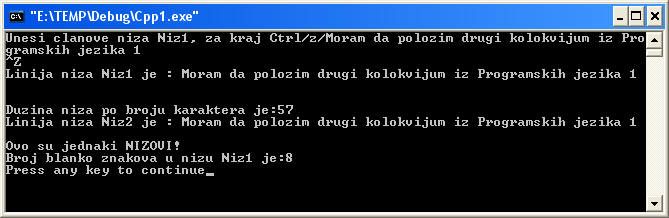 "E:\TEMP\Debug\Cpp1.exe"
Unesi clanove niza Niz1, za kraj Ctrl/z/Moram da polozim drugi kolokvijum iz Pro
gramskih jezika 1
^Z
Linija niza Niz1 je : Moram da polozim drugi kolokvijum iz Programskih jezika 1
Duzina niza po broju karaktera je:57
Linija niza Niz2 je : Moram da polozim drugi kolokvijum iz Programskih jezika 1
Ovo su jednaki NIZOVI!
Broj blanko znakova u nizu Niz1 je:8
Press any key to continue_